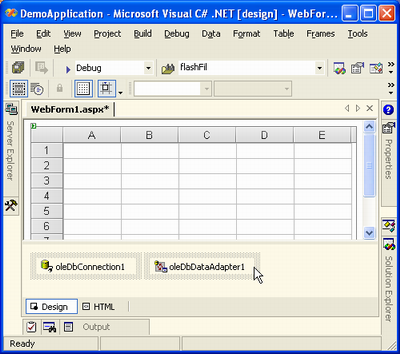 DemoApplication - Microsoft Visual C# .NET [design] - WebFor...
File Edit View Project Build Debug Data Format Table Frames Tools
Window Help
Debug flashFil
WebForm1.aspx*
Server Explorer
Properties
Solution Explorer
A B C D E
1
2
3
4
5
6
7
oleDbConnection1 oleDbDataAdapter1
Design HTML
Output
Ready